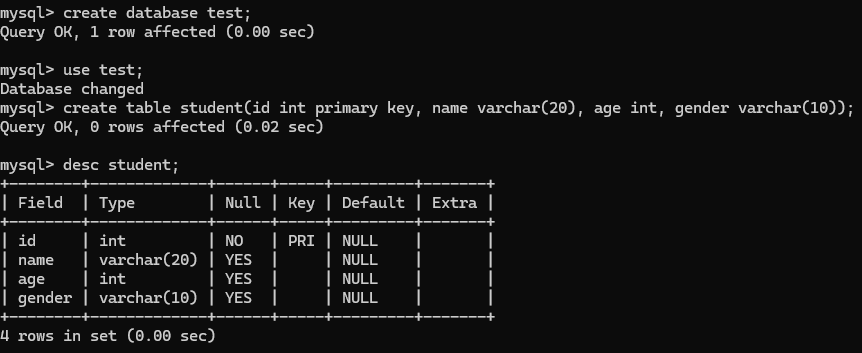 mysql> create database test;
Query OK, 1 row affected (0.00 sec)

mysql> use test;
Database changed
mysql> create table student(id int primary key, name varchar(20), age int, gender varchar(10));
Query OK, 0 rows affected (0.02 sec)

mysql> desc student;
+--------+-------------+------+-----+---------+-------+
| Field  | Type        | Null | Key | Default | Extra |
+--------+-------------+------+-----+---------+-------+
| id     | int         | NO   | PRI | NULL    |       |
| name   | varchar(20) | YES  |     | NULL    |       |
| age    | int         | YES  |     | NULL    |       |
| gender | varchar(10) | YES  |     | NULL    |       |
+--------+-------------+------+-----+---------+-------+
4 rows in set (0.00 sec)